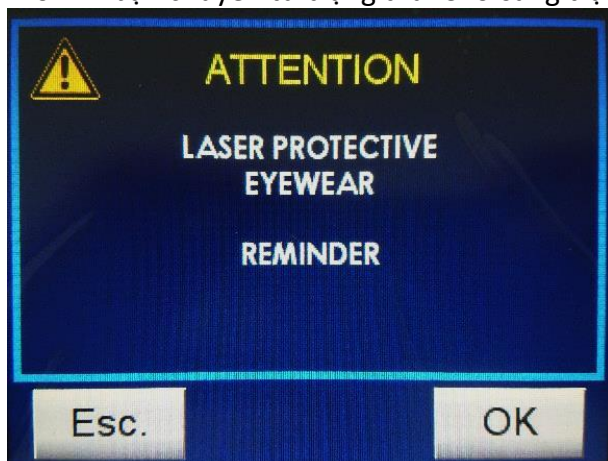 ATTENTION
LASER PROTECTIVE
EYEWEAR
REMINDER
Esc.
OK